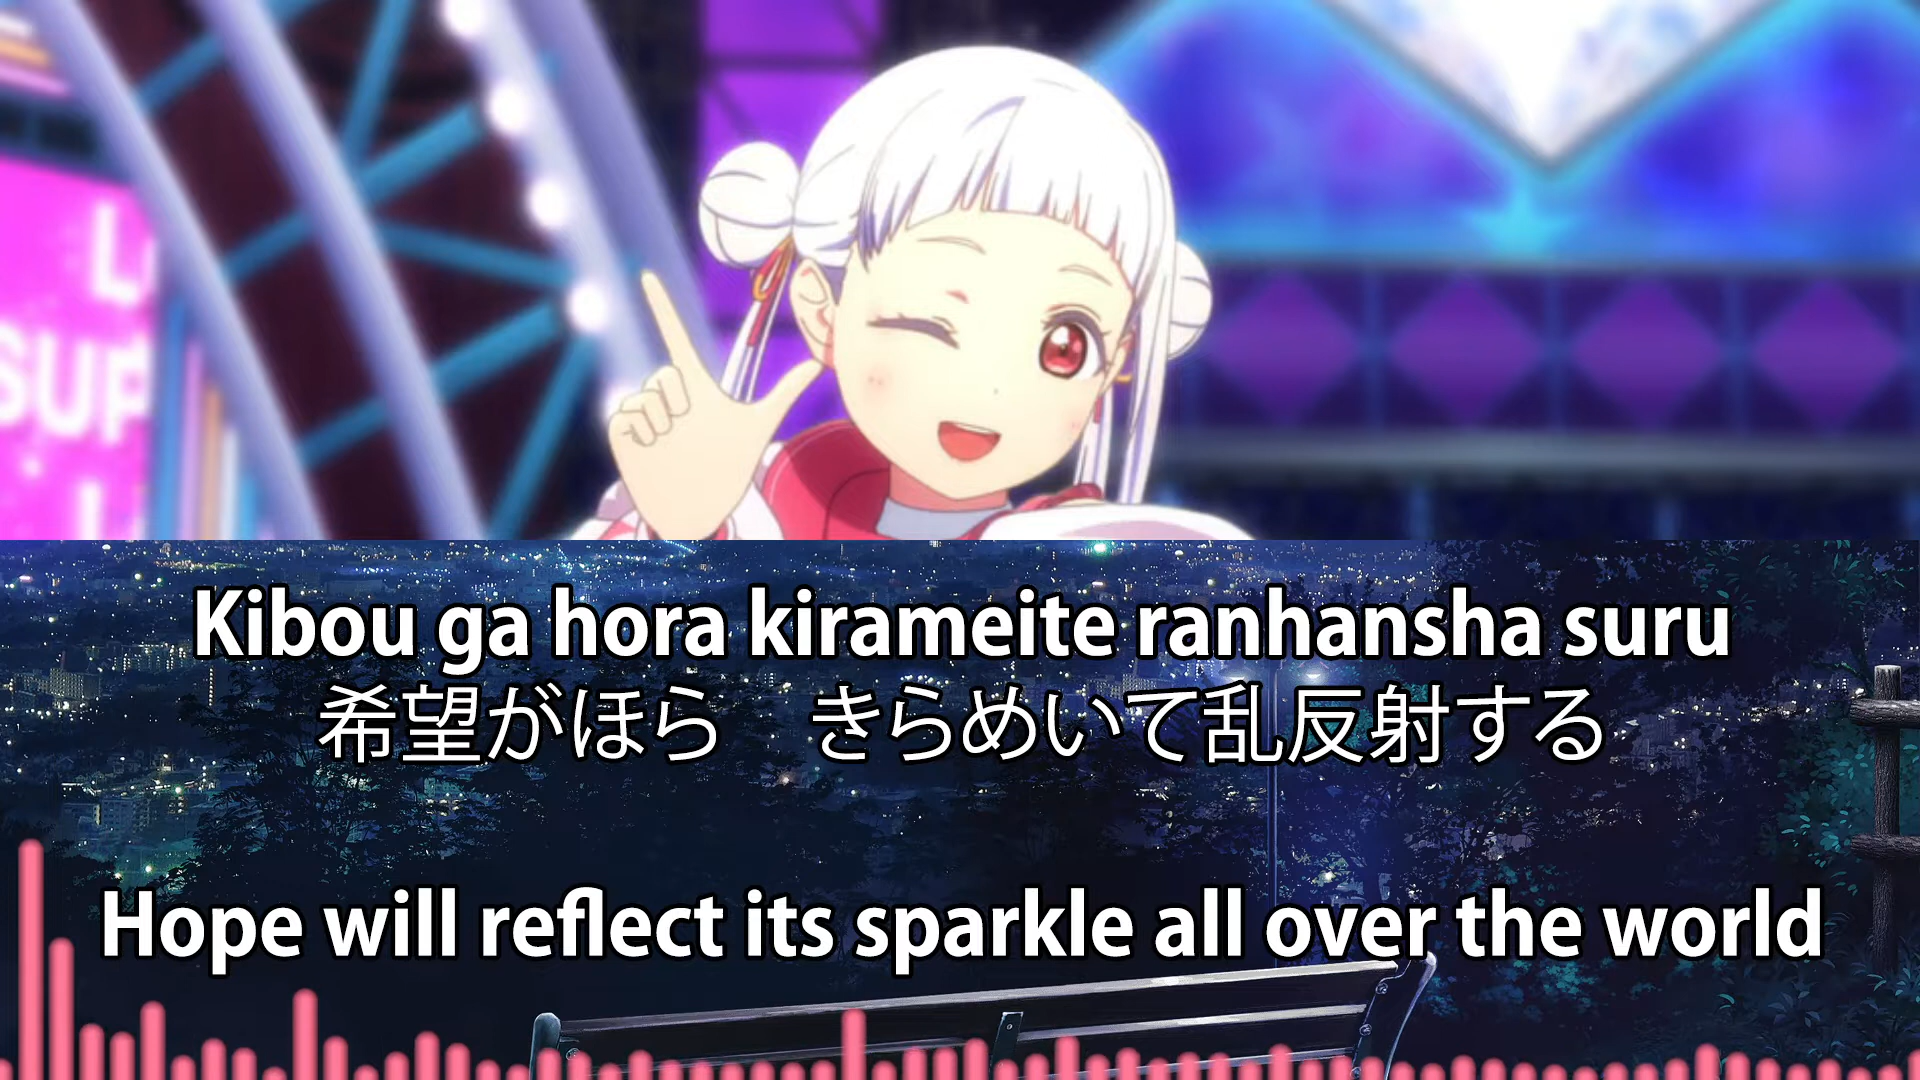 SUP
Kibou ga hora kirameite ranhansha suru
希望がほら　きらめいて乱反射する
Hope will reflect its sparkle all over the world